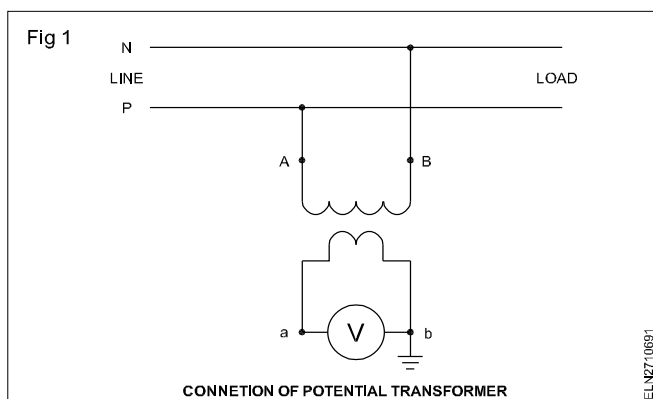 Fig 1
N
LINE
LOAD
P
A
B
V
a
b
CONNETION OF POTENTIAL TRANSFORMER
ELN2710691